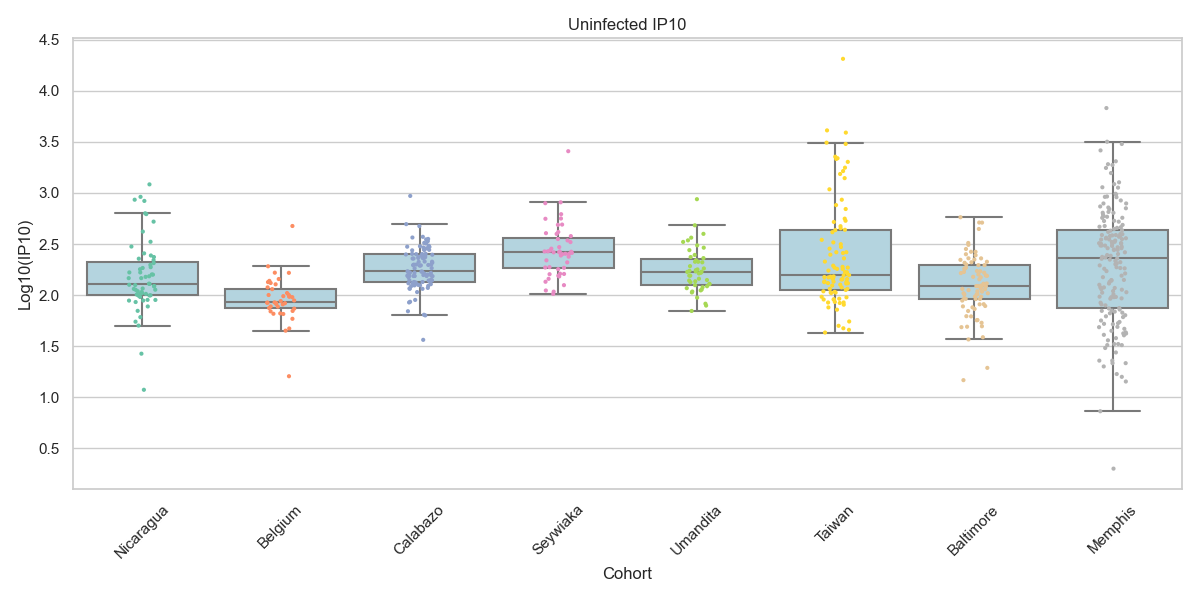 Uninfected IP10
Log10(IP10)
4.5
4.0
3.5
3.0
2.5
2.0
1.5
1.0
0.5
Nicaragua
Belgium
Calabazo
Seywiaka
Umandita
Taiwan
Baltimore
Memphis
Cohort